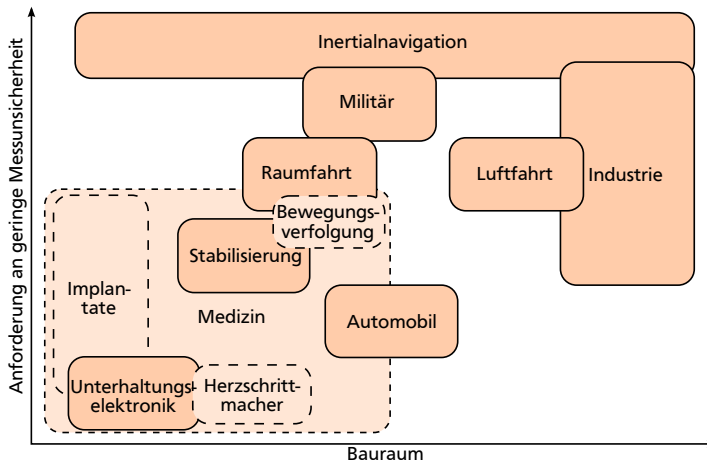 Anforderung an geringe Messunsicherheit
Inertialnavigation
Militär
Raumfahrt
Luftfahrt
Industrie
Bewegungs-
verfolgung
Stabilisierung
Implan-
tate
Medizin
Automobil
Unterhaltungs-
elektronik
Herzschritt-
macher
Bauraum